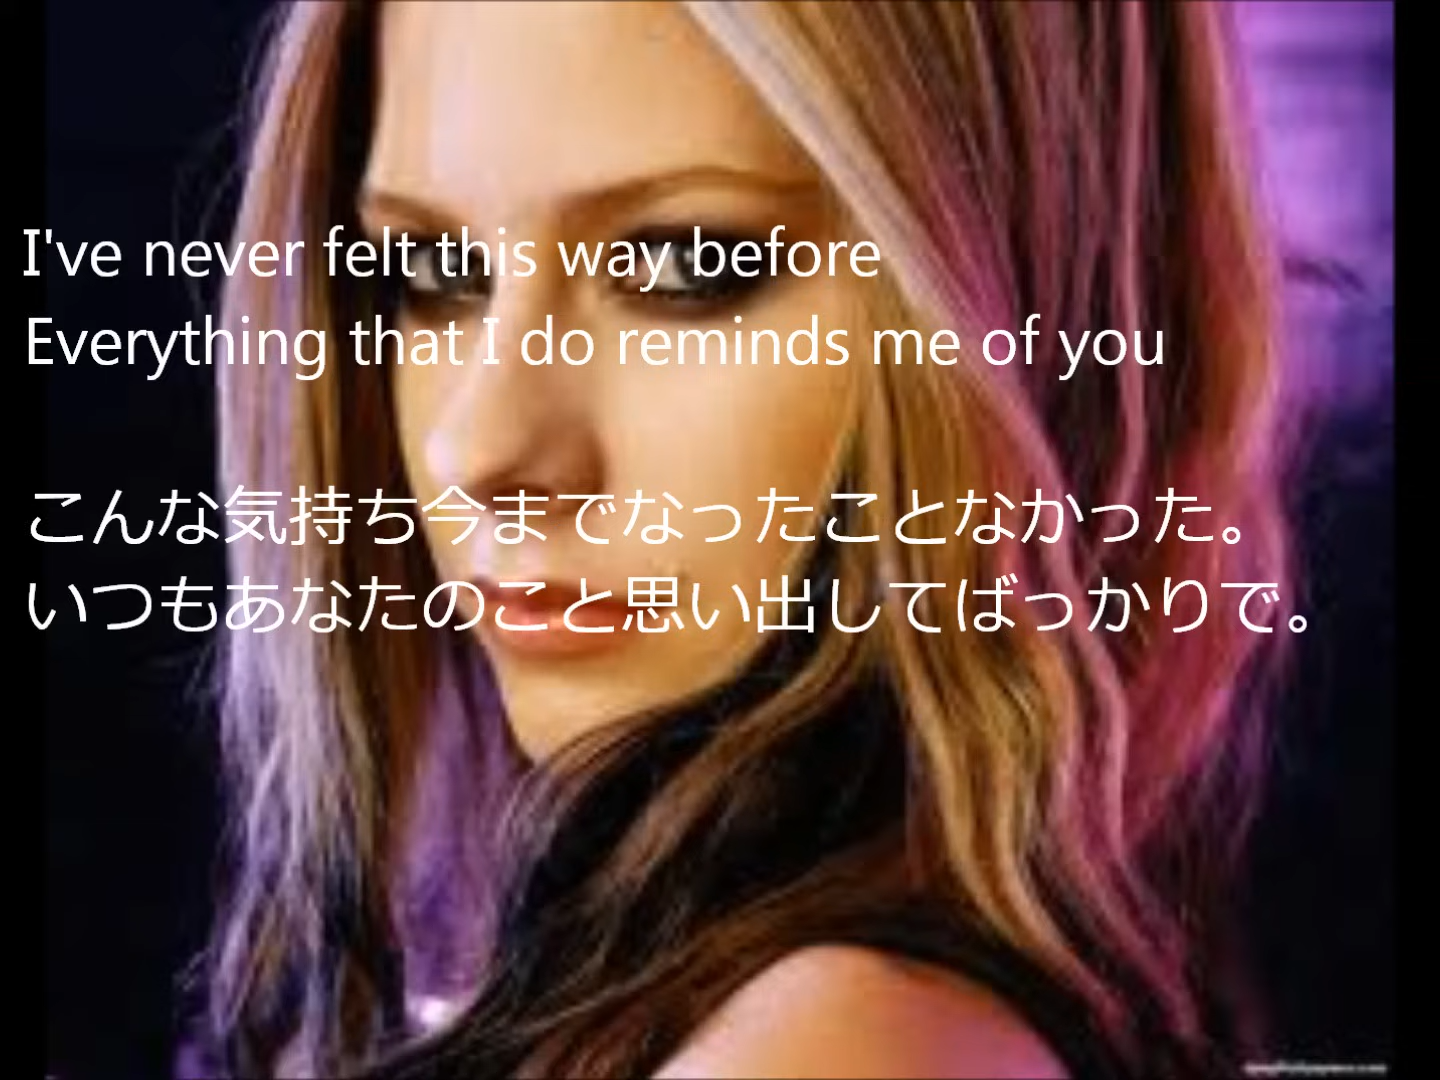 I've never felt this way before
Everything that I do reminds me of you
こんな気持ち今までなったことなかった。
いつもあなたのこと思い出してばっかりで。